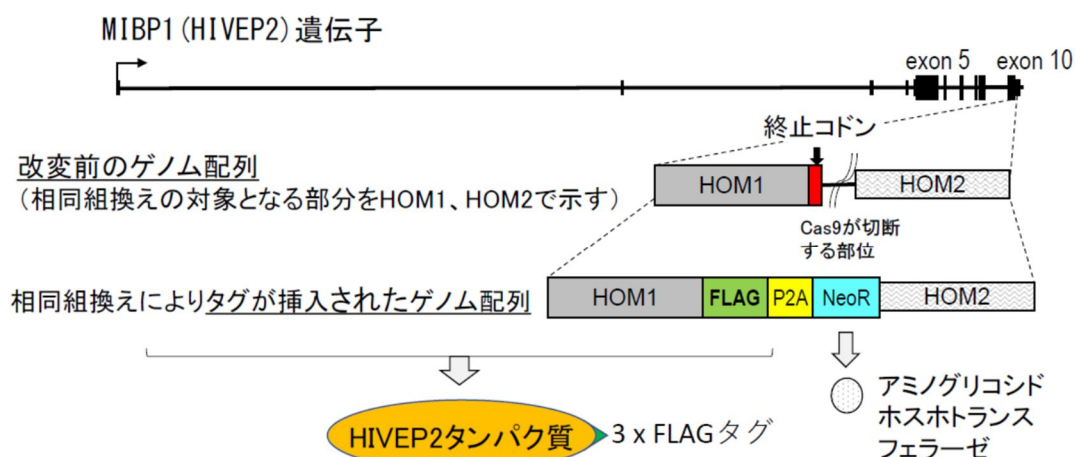 MIBP1(HIVEP2)遺伝子
exon 5
exon 10
終止コドン
改変前のゲノム配列
(相同組換えの対象となる部分をHOM1、HOM2で示す)
HOM1
HOM2
Cas9が切断
する部位
相同組換えによりタグが挿入されたゲノム配列
HOM1
FLAG
P2A
NeoR
HOM2
HIVEP2タンパク質
3 x FLAGタグ
アミノグリコシド
ホスホトランス
フェラーゼ